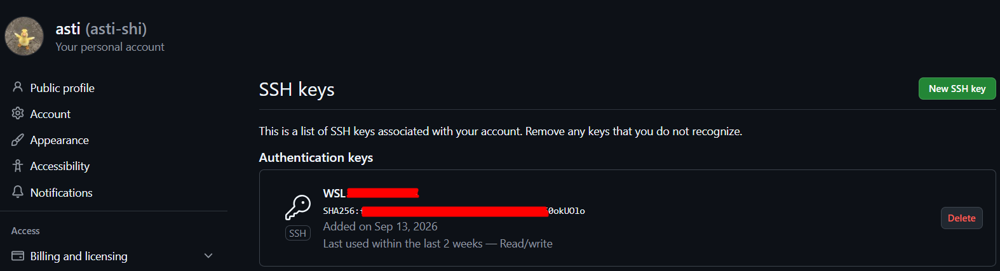 asti (asti-shi)
Your personal account
Public profile
Account
Appearance
Accessibility
Notifications
Access
Billing and licensing
SSH keys
New SSH key
This is a list of SSH keys associated with your account. Remove any keys that you do not recognize.
Authentication keys
WSL
SHA256: 0okUOlo
Added on Sep 13, 2026
SSH
Last used within the last 2 weeks — Read/write
Delete